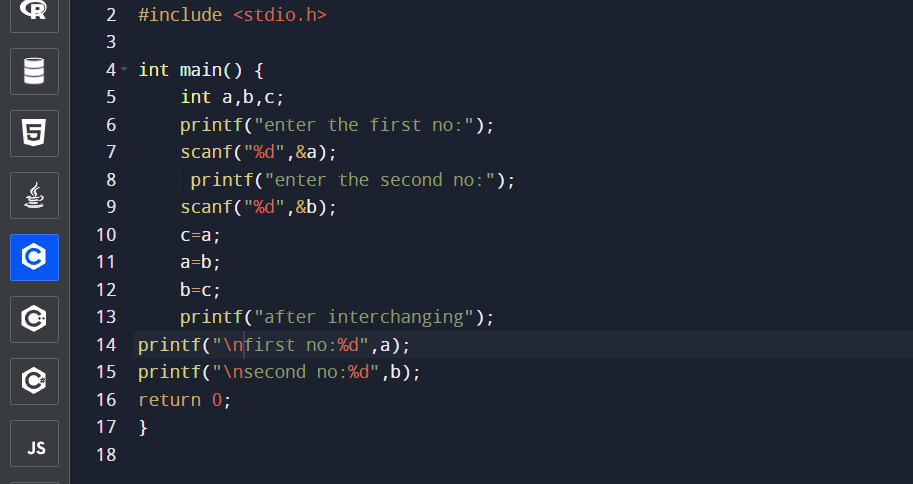 R
2 #include <stdio.h>
3
4 int main() {
5     int a,b,c;
6     printf("enter the first no:");
7     scanf("%d",&a);
8      printf("enter the second no:");
9     scanf("%d",&b);
10     c=a;
11     a=b;
12     b=c;
13     printf("after interchanging");
14 printf("\nfirst no:%d",a);
15 printf("\nsecond no:%d",b);
16 return 0;
17 }
18
5
C
C++
C#
JS